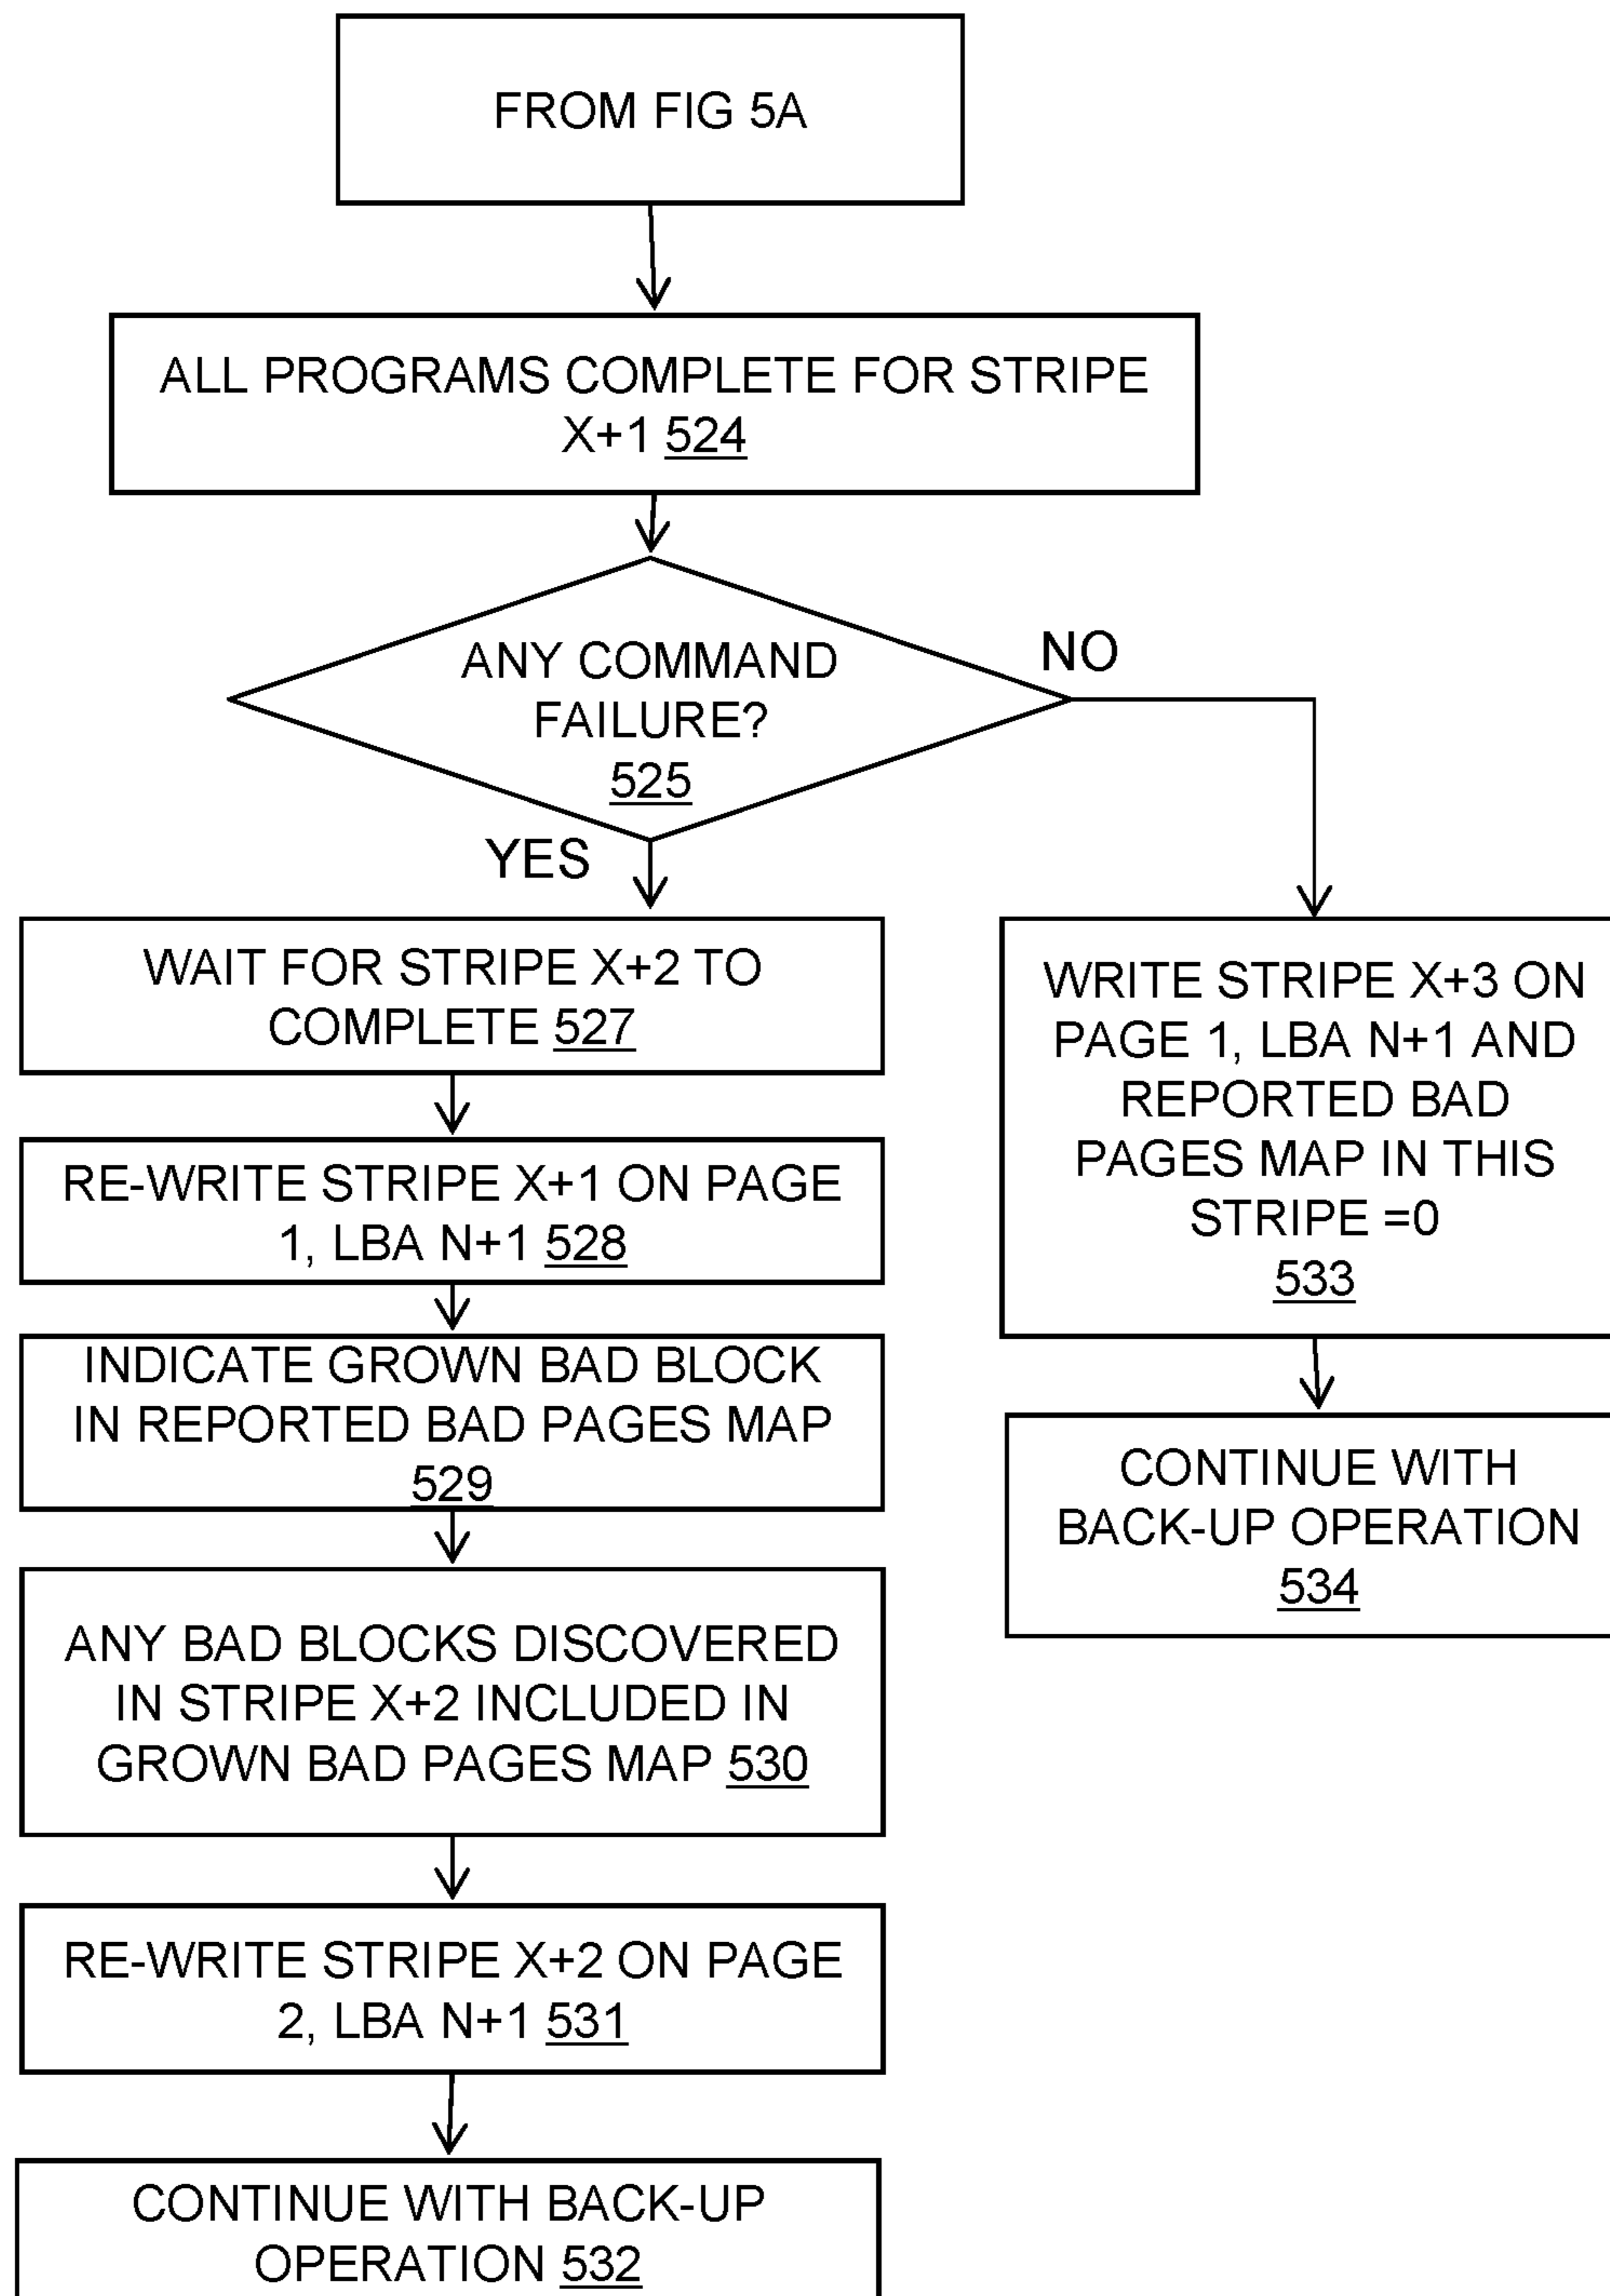 FROM FIG 5A
ALL PROGRAMS COMPLETE FOR STRIPE
X+1 524
ANY COMMAND
FAILURE?
525
NO
YES
WAIT FOR STRIPE X+2 TO
COMPLETE 527
RE-WRITE STRIPE X+1 ON PAGE
1, LBA N+1 528
INDICATE GROWN BAD BLOCK
IN REPORTED BAD PAGES MAP
529
ANY BAD BLOCKS DISCOVERED
IN STRIPE X+2 INCLUDED IN
GROWN BAD PAGES MAP 530
RE-WRITE STRIPE X+2 ON PAGE
2, LBA N+1 531
CONTINUE WITH BACK-UP
OPERATION 532
WRITE STRIPE X+3 ON
PAGE 1, LBA N+1 AND
REPORTED BAD
PAGES MAP IN THIS
STRIPE =0
533
CONTINUE WITH
BACK-UP OPERATION
534